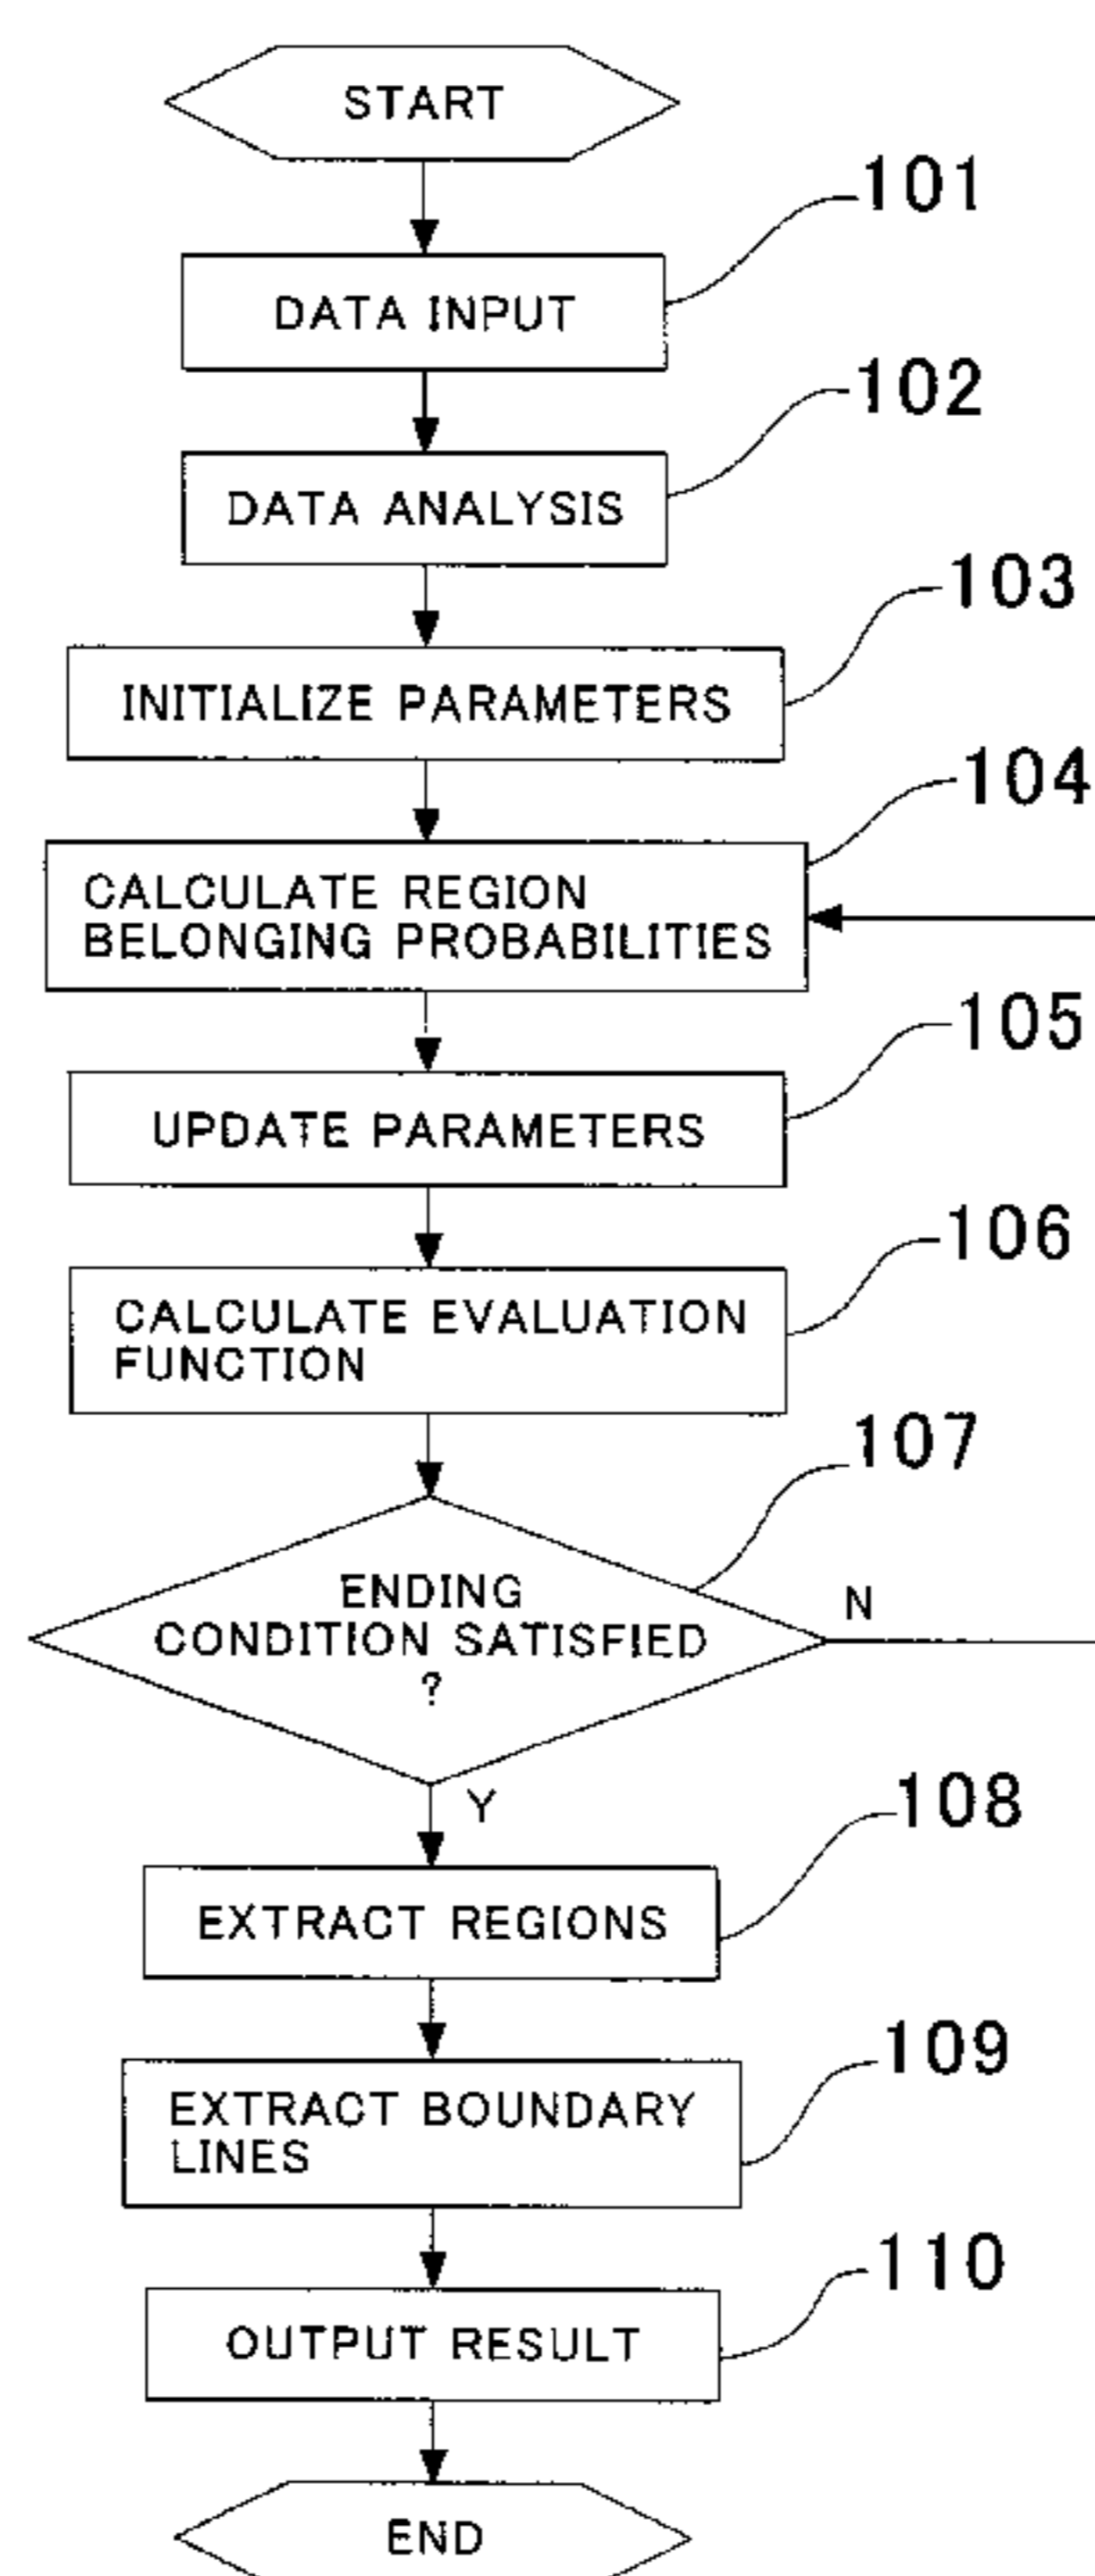 START
101
DATA INPUT
102
DATA ANALYSIS
103
INITIALIZE PARAMETERS
104
CALCULATE REGION
BELONGING PROBABILITIES
105
UPDATE PARAMETERS
106
CALCULATE EVALUATION
FUNCTION
107
ENDING
CONDITION SATISFIED
?
N
Y
108
EXTRACT REGIONS
109
EXTRACT BOUNDARY
LINES
110
OUTPUT RESULT
END